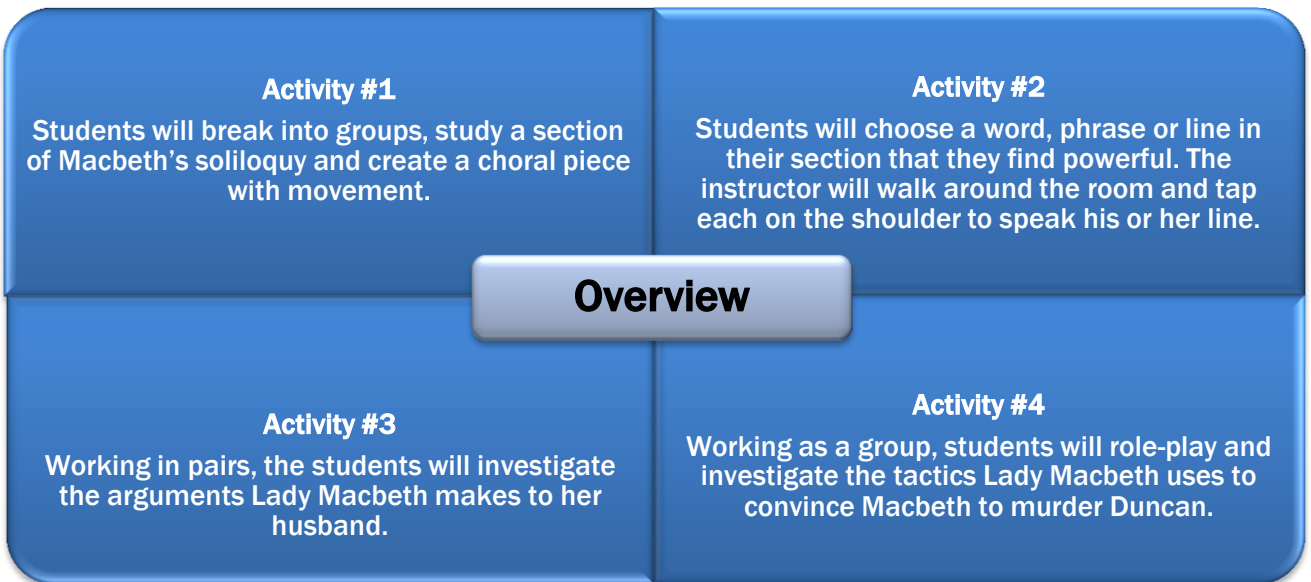 Activity #1
Students will break into groups, study a section
of Macbeth’s soliloquy and create a choral piece
with movement.
Activity #2
Students will choose a word, phrase or line in
their section that they find powerful. The
instructor will walk around the room and tap
each on the shoulder to speak his or her line.
Overview
Activity #3
Working in pairs, the students will investigate
the arguments Lady Macbeth makes to her
husband.
Activity #4
Working as a group, students will role-play and
investigate the tactics Lady Macbeth uses to
convince Macbeth to murder Duncan.